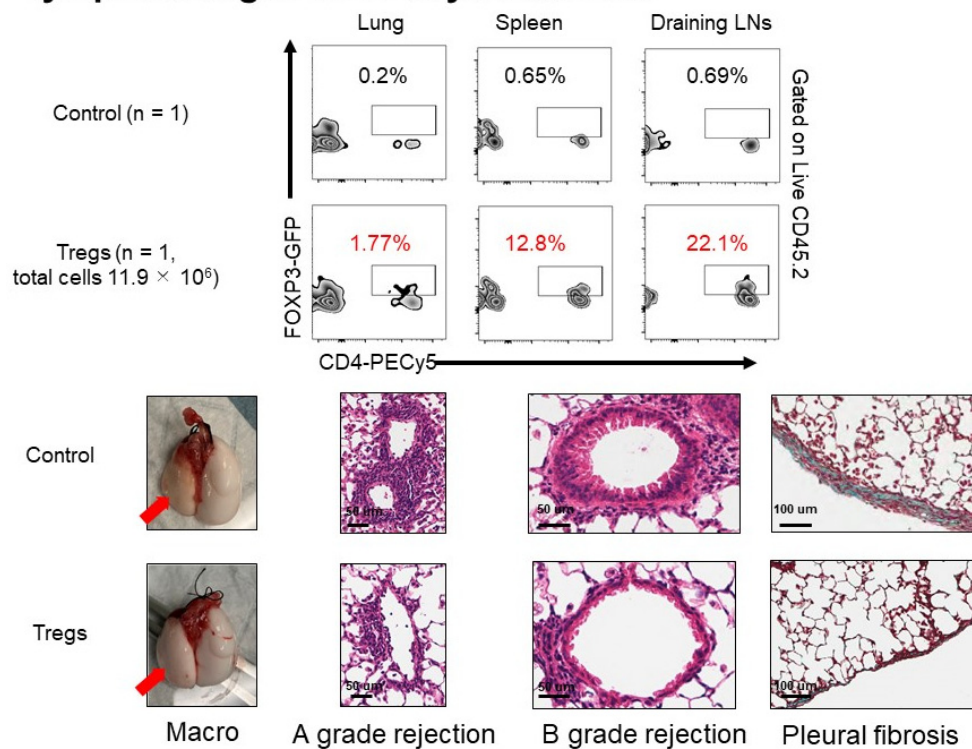 Lung Spleen Draining LNs
0.2% 0.65% 0.69%
Control (n = 1)
Gated on Live CD45.2
FOXP3-GFP
1.77% 12.8% 22.1%
Tregs (n = 1,
total cells 11.9 × 10⁶)
CD4-PECy5
Control
50 um 50 um 100 um
Tregs
50 um 50 um 100 um
Macro A grade rejection B grade rejection Pleural fibrosis